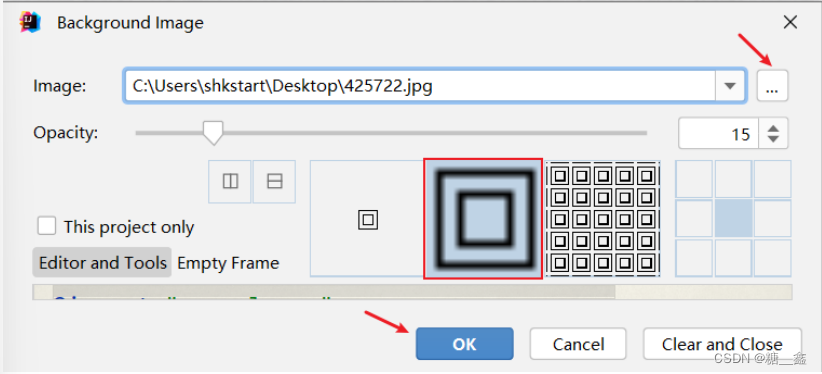 Background Image
Image: C:\Users\shkstart\Desktop\425722.jpg ...
Opacity: 15
This project only
Editor and Tools Empty Frame
OK Cancel Clear and Close
CSDN @糖__鑫